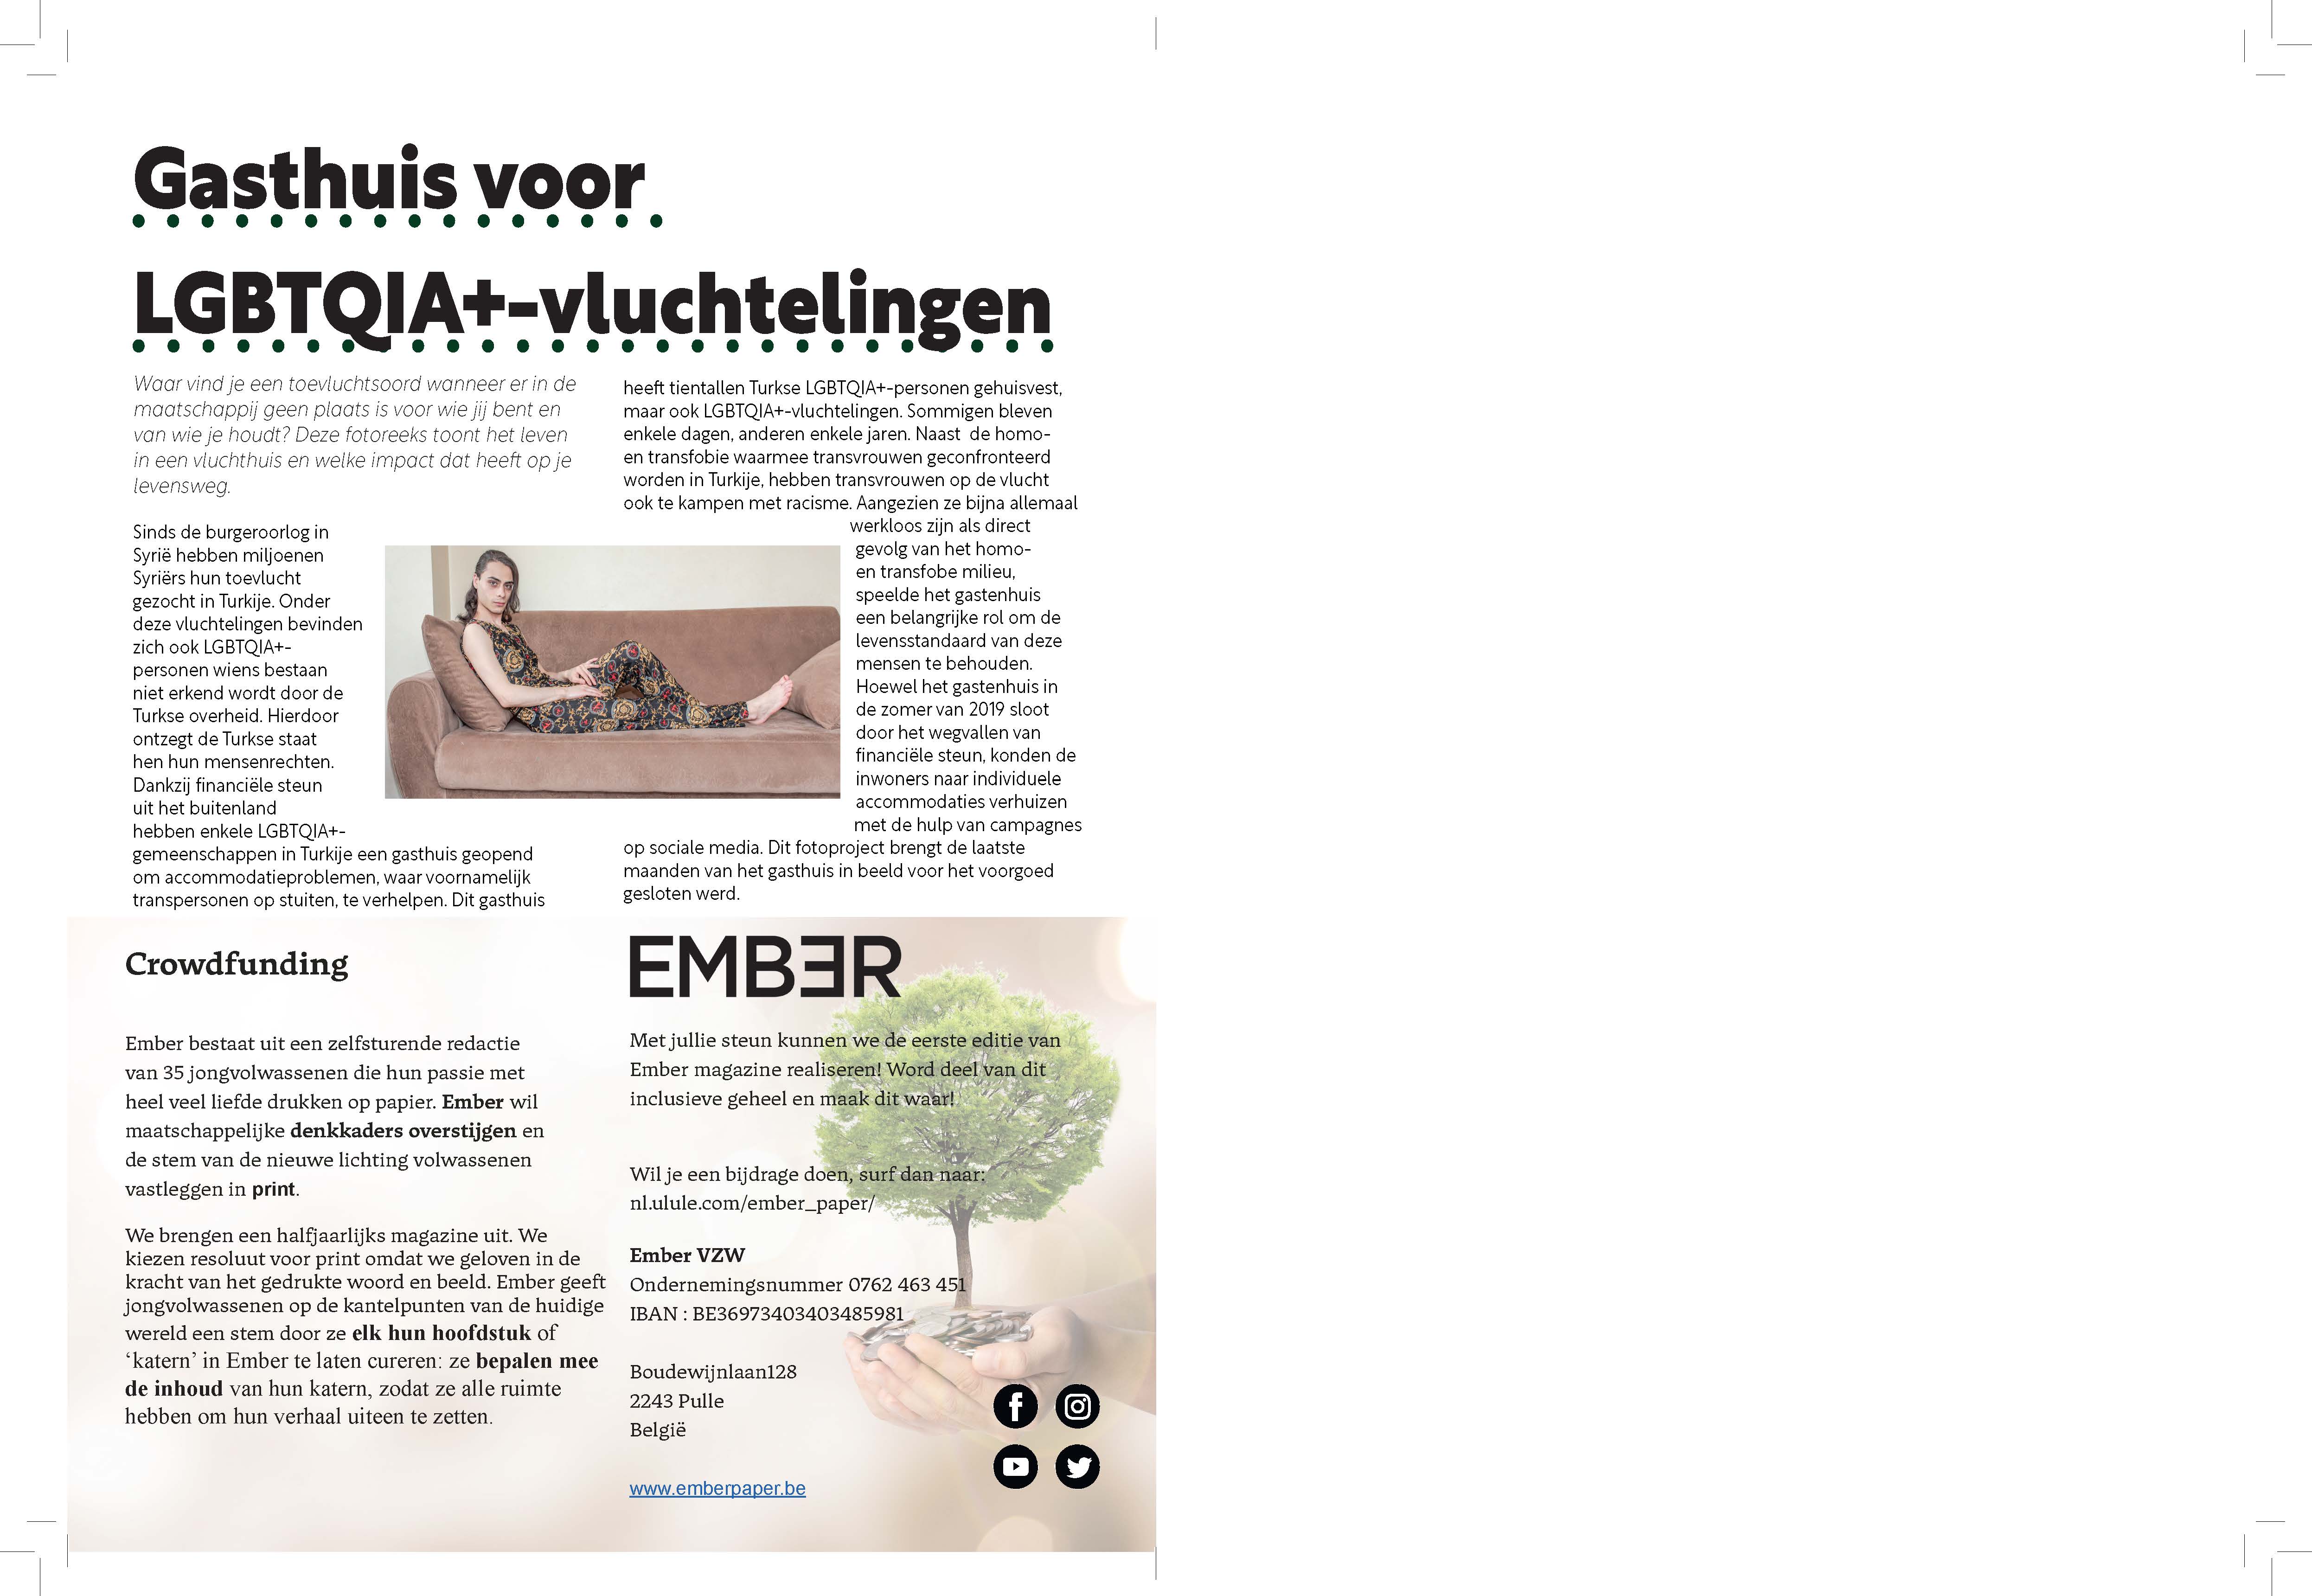 Gasthuis voor
LGBTQIA+-vluchtelingen
Waar vind je een toevluchtsoord wanneer er in de
maatschappij geen plaats is voor wie jij bent en
van wie je houdt? Deze fotoreeks toont het leven
in een vluchthuis en welke impact dat heeft op je
levensweg.
Sinds de burgeroorlog in
Syrië hebben miljoenen
Syriërs hun toevlucht
gezocht in Turkije. Onder
deze vluchtelingen bevinden
zich ook LGBTQIA+-
personen wiens bestaan
niet erkend wordt door de
Turkse overheid. Hierdoor
ontzegt de Turkse staat
hen hun mensenrechten.
Dankzij financiële steun
uit het buitenland
hebben enkele LGBTQIA+-
gemeenschappen in Turkije een gasthuis geopend
om accommodatieproblemen, waar voornamelijk
transpersonen op stuiten, te verhelpen. Dit gasthuis
heeft tientallen Turkse LGBTQIA+-personen gehuisvest,
maar ook LGBTQIA+-vluchtelingen. Sommigen bleven
enkele dagen, anderen enkele jaren. Naast  de homo-
en transfobie waarmee transvrouwen geconfronteerd
worden in Turkije, hebben transvrouwen op de vlucht
ook te kampen met racisme. Aangezien ze bijna allemaal
werkloos zijn als direct
gevolg van het homo-
en transfobe milieu,
speelde het gastenhuis
een belangrijke rol om de
levensstandaard van deze
mensen te behouden.
Hoewel het gastenhuis in
de zomer van 2019 sloot
door het wegvallen van
financiële steun, konden de
inwoners naar individuele
accommodaties verhuizen
met de hulp van campagnes
op sociale media. Dit fotoproject brengt de laatste
maanden van het gasthuis in beeld voor het voorgoed
gesloten werd.
Crowdfunding
Ember bestaat uit een zelfsturende redactie
van 35 jongvolwassenen die hun passie met
heel veel liefde drukken op papier. Ember wil
maatschappelijke denkkaders overstijgen en
de stem van de nieuwe lichting volwassenen
vastleggen in print.
We brengen een halfjaarlijks magazine uit. We
kiezen resoluut voor print omdat we geloven in de
kracht van het gedrukte woord en beeld. Ember geeft
jongvolwassenen op de kantelpunten van de huidige
wereld een stem door ze elk hun hoofdstuk of
‘katern’ in Ember te laten cureren: ze bepalen mee
de inhoud van hun katern, zodat ze alle ruimte
hebben om hun verhaal uiteen te zetten.
EMBER
Met jullie steun kunnen we de eerste editie van
Ember magazine realiseren! Word deel van dit
inclusieve geheel en maak dit waar!
Wil je een bijdrage doen, surf dan naar:
nl.ulule.com/ember_paper/
Ember VZW
Ondernemingsnummer 0762 463 451
IBAN : BE36973403403485981
Boudewijnlaan128
2243 Pulle
België
www.emberpaper.be